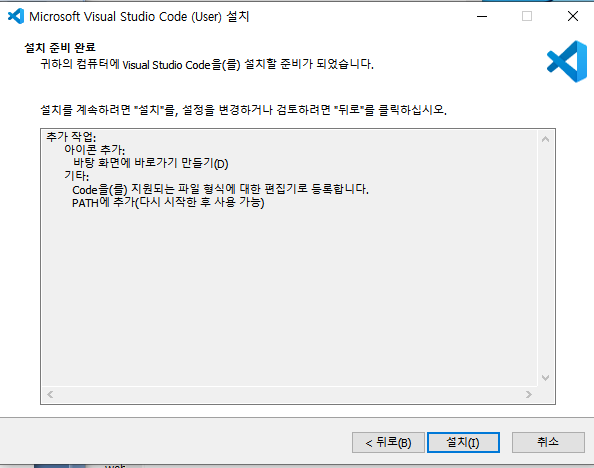 Microsoft Visual Studio Code (User) 설치
설치 준비 완료
귀하의 컴퓨터에 Visual Studio Code을(를) 설치할 준비가 되었습니다.
설치를 계속하려면 "설치"를, 설정을 변경하거나 검토하려면 "뒤로"를 클릭하십시오.
추가 작업:
아이콘 추가:
바탕 화면에 바로가기 만들기(D)
기타:
Code을(를) 지원되는 파일 형식에 대한 편집기로 등록합니다.
PATH에 추가(다시 시작한 후 사용 가능)
< 뒤로(B)
설치(I)
취소